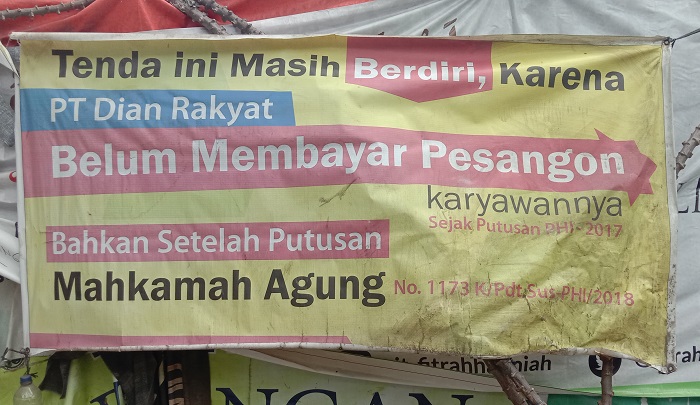 Tenda ini Masih Berdiri, Karena
PT Dian Rakyat
Belum Membayar Pesangon
karyawannya
Sejak Putusan PHI - 2017
Bahkan Setelah Putusan
Mahkamah Agung No. 1173 K/Pdt.Sus-PHI/2018